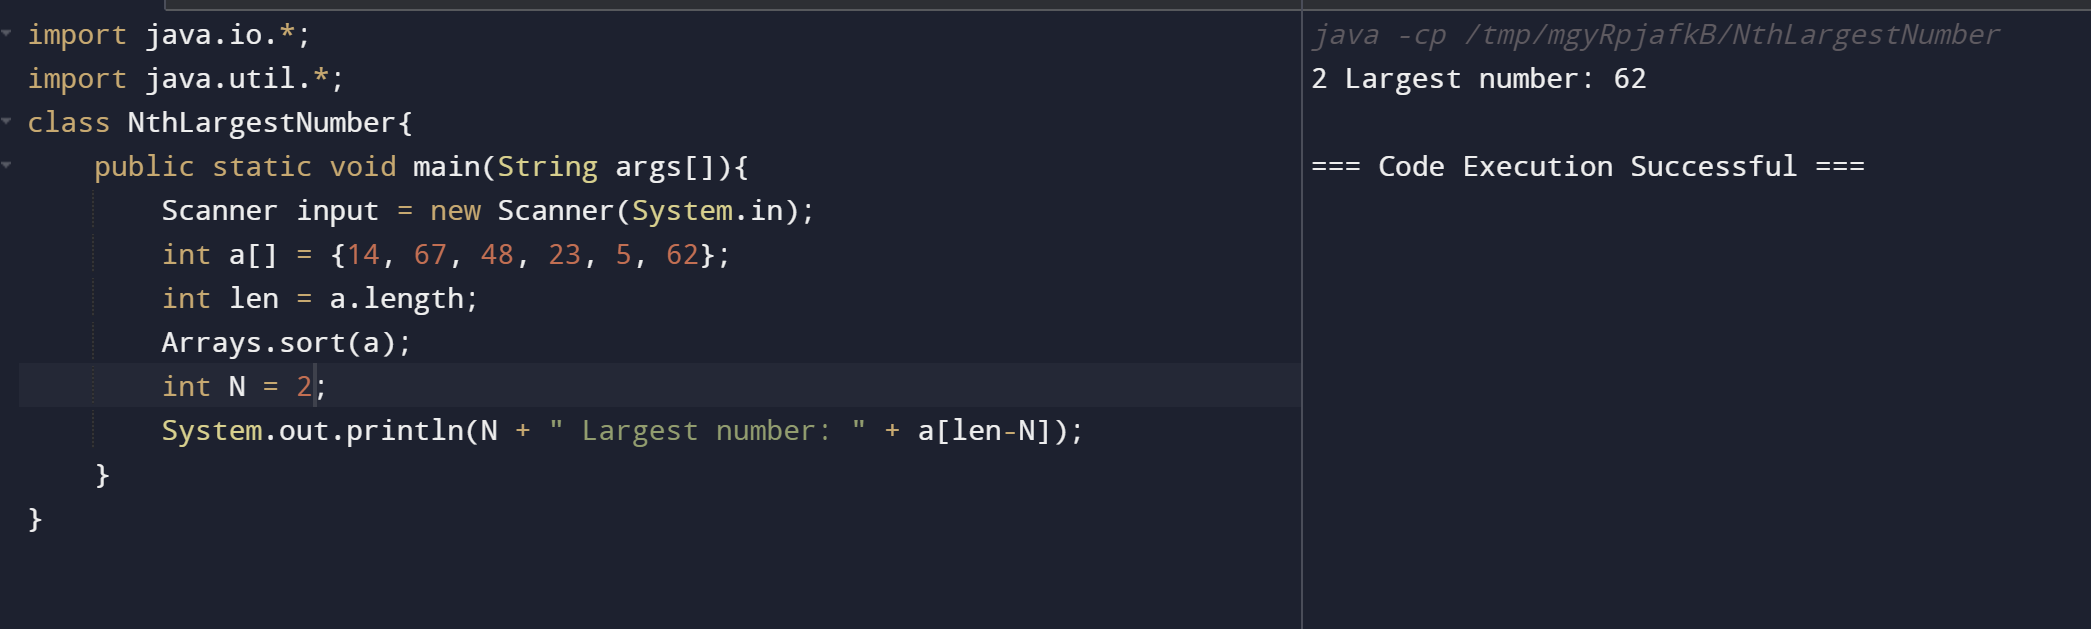 import java.io.*;
import java.util.*;
class NthLargestNumber{
    public static void main(String args[]){
        Scanner input = new Scanner(System.in);
        int a[] = {14, 67, 48, 23, 5, 62};
        int len = a.length;
        Arrays.sort(a);
        int N = 2;
        System.out.println(N + " Largest number: " + a[len-N]);
    }
}
java -cp /tmp/mgyRpjafkB/NthLargestNumber
2 Largest number: 62
=== Code Execution Successful ===